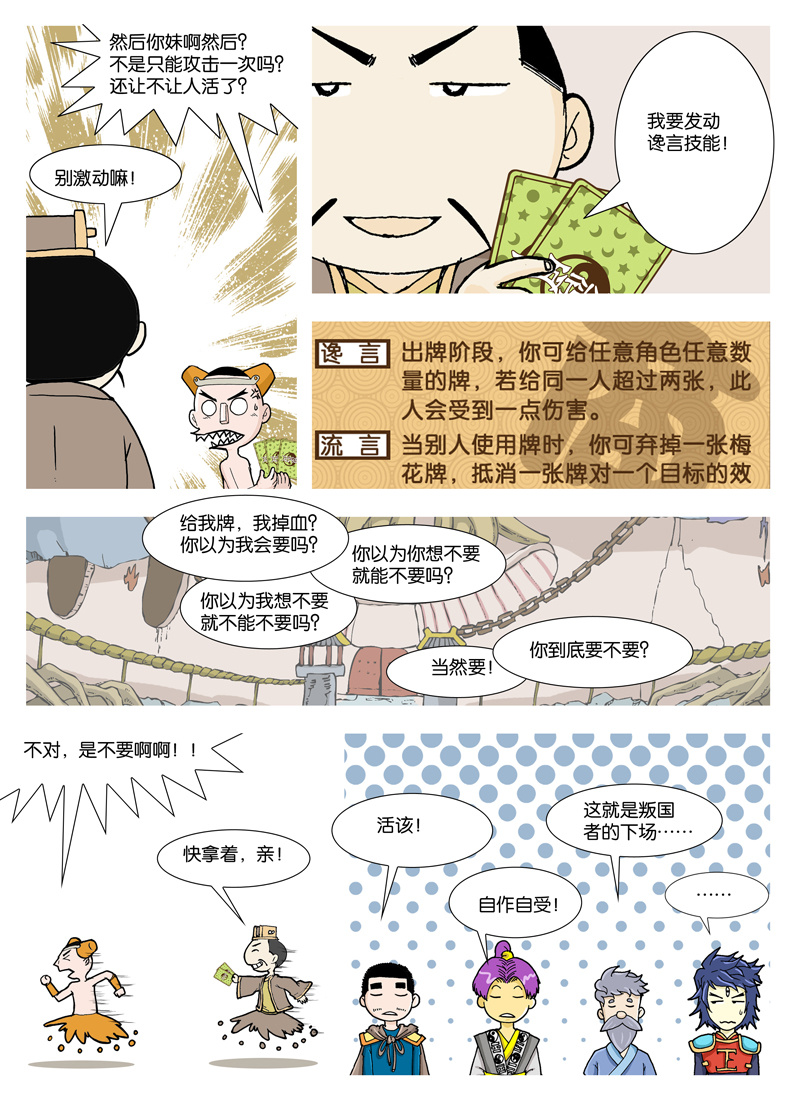 然后你妹啊然后？
不是只能攻击一次吗？
还让不让人活了？
别激动嘛！
我要发动
谗言技能！
谗言
出牌阶段，你可给任意角色任意数
量的牌，若给同一人超过两张，此
人会受到一点伤害。
流言
当别人使用牌时，你可弃掉一张梅
花牌，抵消一张牌对一个目标的效
给我牌，我掉血？
你以为我会要吗？
你以为你想不要
就能不要吗？
你以为我想不要
就不能不要吗？
你到底要不要？
当然要！
不对，是不要啊啊！！
快拿着，亲！
活该！
自作自受！
这就是叛国
者的下场……
……